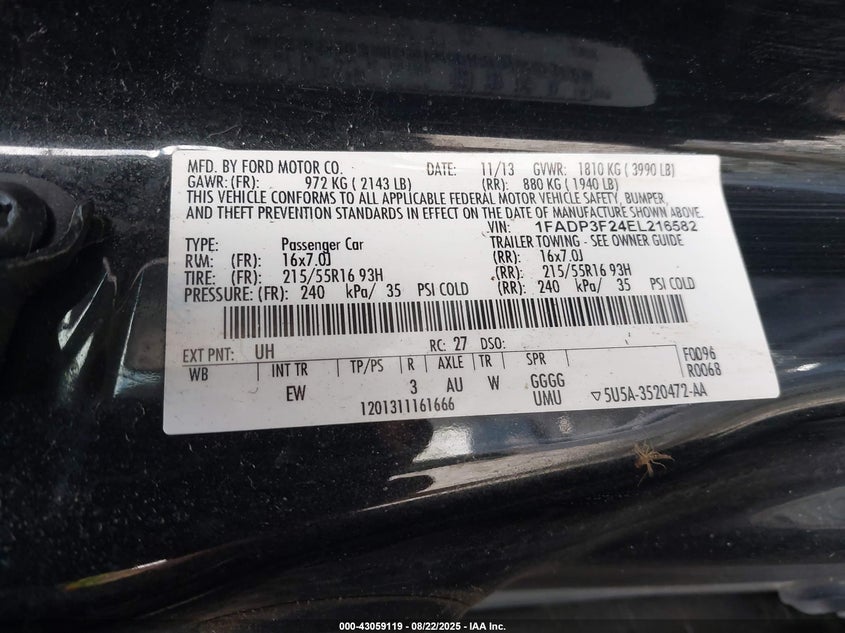 MFD. BY FORD MOTOR CO. DATE: 11/13 GVWR: 1810 KG ( 3990 LB)
GAWR: (FR): 972 KG ( 2143 LB) (RR): 880 KG ( 1940 LB)
THIS VEHICLE CONFORMS TO ALL APPLICABLE FEDERAL MOTOR VEHICLE SAFETY, BUMPER,
AND THEFT PREVENTION STANDARDS IN EFFECT ON THE DATE OF MANUFACTURE SHOWN ABOVE.
VIN: 1FADP3F24EL216582
TYPE: Passenger Car TRAILER TOWING - SEE OWNER GUIDE
RIM: (FR): 16x7.0J (RR): 16x7.0J
TIRE: (FR): 215/55R16 93H (RR): 215/55R16 93H
PRESSURE: (FR): 240 kPa/ 35 PSI COLD (RR): 240 kPa/ 35 PSI COLD
EXT PNT: UH RC: 27 DSO:
WB INT TR TP/PS R AXLE TR SPR F0096
R0068
EW 3 AU W GGGG
1201311161666 UMU ▽5U5A-3520472-AA
000-43059119 - 08/22/2025 - IAA Inc.